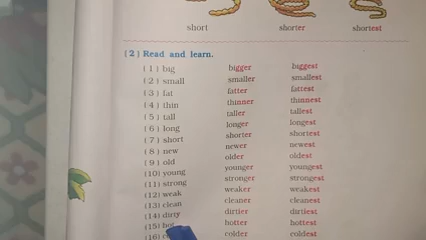 short shorter shortest
(2) Read and learn.
(1) big bigger biggest
(2) small smaller smallest
(3) fat fatter fattest
(4) thin thinner thinnest
(5) tall taller tallest
(6) long longer longest
(7) short shorter shortest
(8) new newer newest
(9) old older oldest
(10) young younger youngest
(11) strong stronger strongest
(12) weak weaker weakest
(13) clean cleaner cleanest
(14) dirty dirtier dirtiest
(15) hot hotter hottest
(16) colder coldest